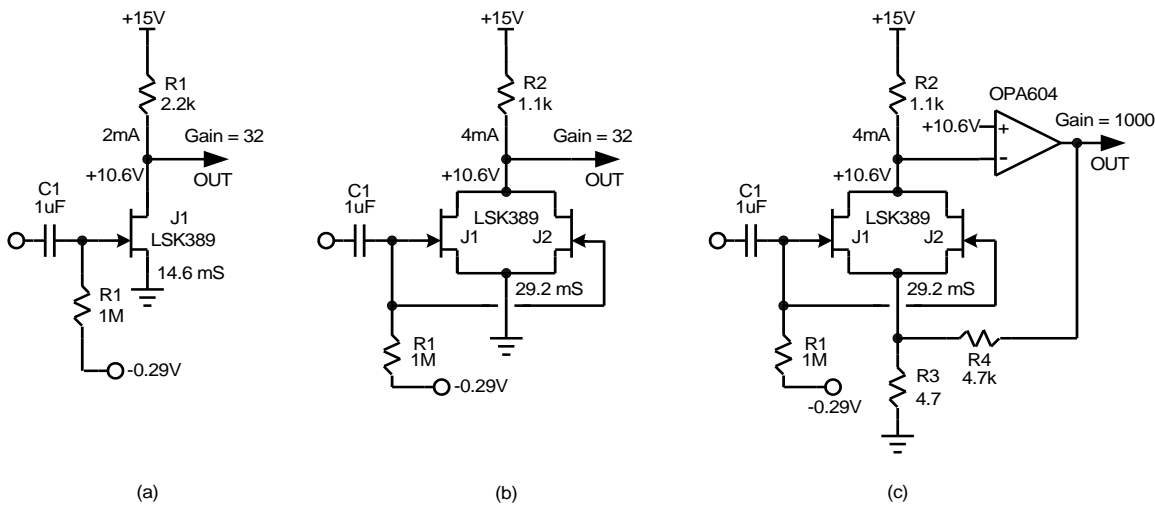 +15V
R1
2.2k
2mA
Gain = 32
+10.6V
OUT
C1
1uF
J1
LSK389
14.6 mS
R1
1M
-0.29V
(a)
+15V
R2
1.1k
4mA
Gain = 32
+10.6V
OUT
C1
1uF
LSK389
J1
J2
29.2 mS
R1
1M
-0.29V
(b)
+15V
R2
1.1k
OPA604
4mA
+10.6V
+
-
Gain = 1000
OUT
+10.6V
C1
1uF
LSK389
J1
J2
29.2 mS
R1
1M
-0.29V
R4
4.7k
R3
4.7
(c)